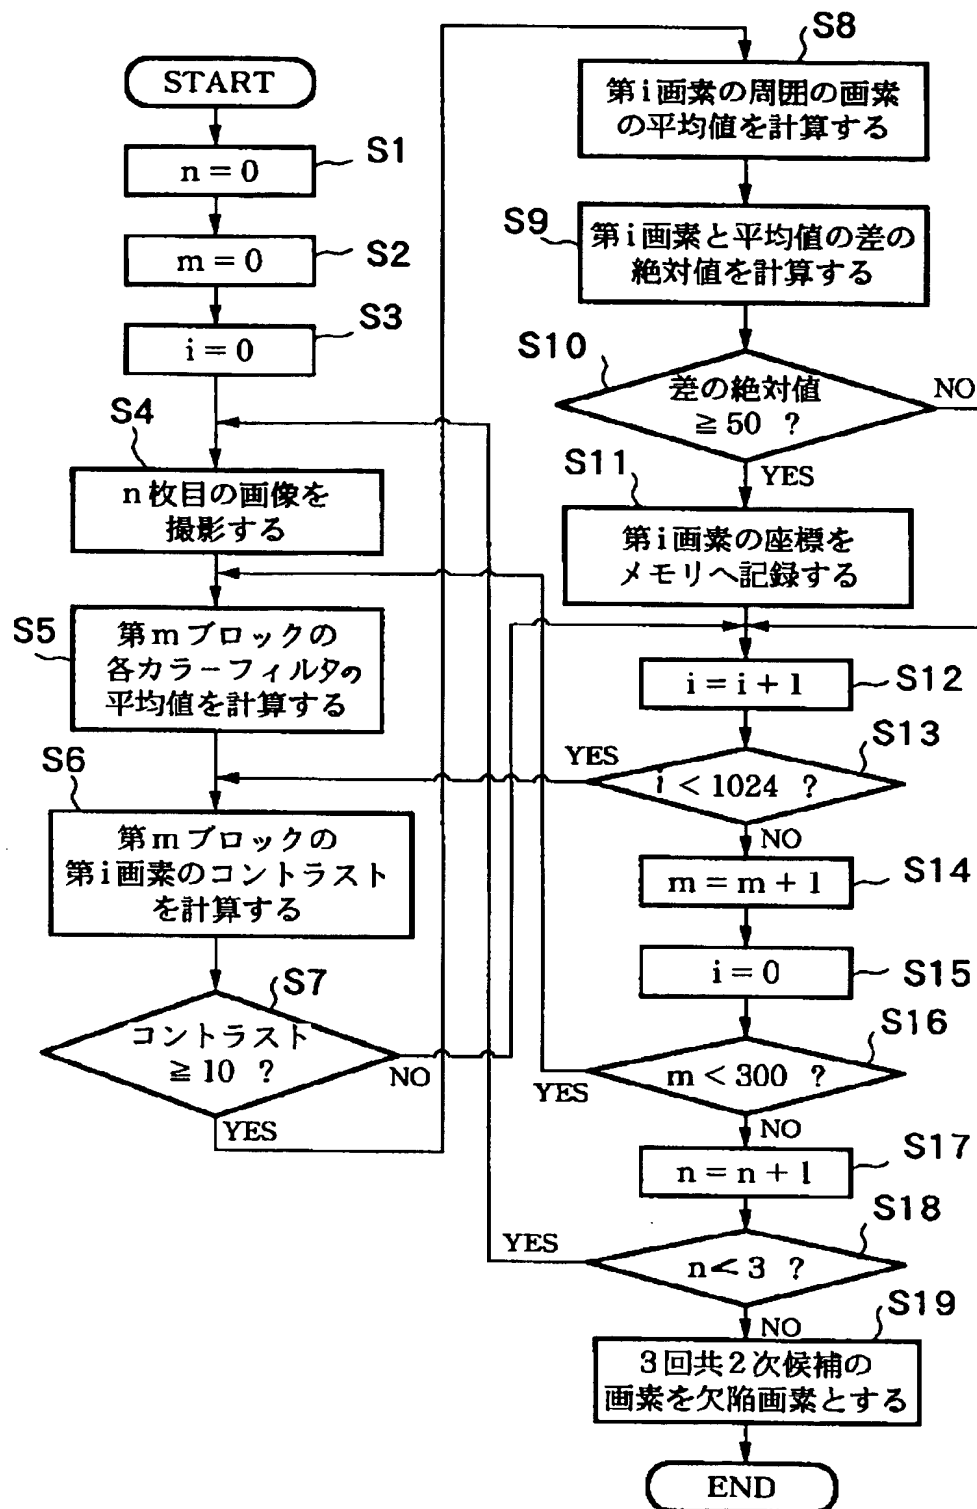 START
S1
n = 0
S2
m = 0
S3
i = 0
S4
n枚目の画像を
撮影する
S5
第mブロックの
各カラーフィルタの
平均値を計算する
S6
第mブロックの
第i画素のコントラスト
を計算する
S7
コントラスト
≧10 ?
NO
YES
S8
第i画素の周囲の画素
の平均値を計算する
S9
第i画素と平均値の差の
絶対値を計算する
S10
差の絶対値
≧50 ?
NO
YES
S11
第i画素の座標を
メモリへ記録する
S12
i = i + 1
S13
i < 1024 ?
YES
NO
S14
m = m + 1
S15
i = 0
S16
m < 300 ?
YES
NO
S17
n = n + 1
S18
n < 3 ?
YES
NO
S19
3回共2次候補の
画素を欠陥画素とする
END